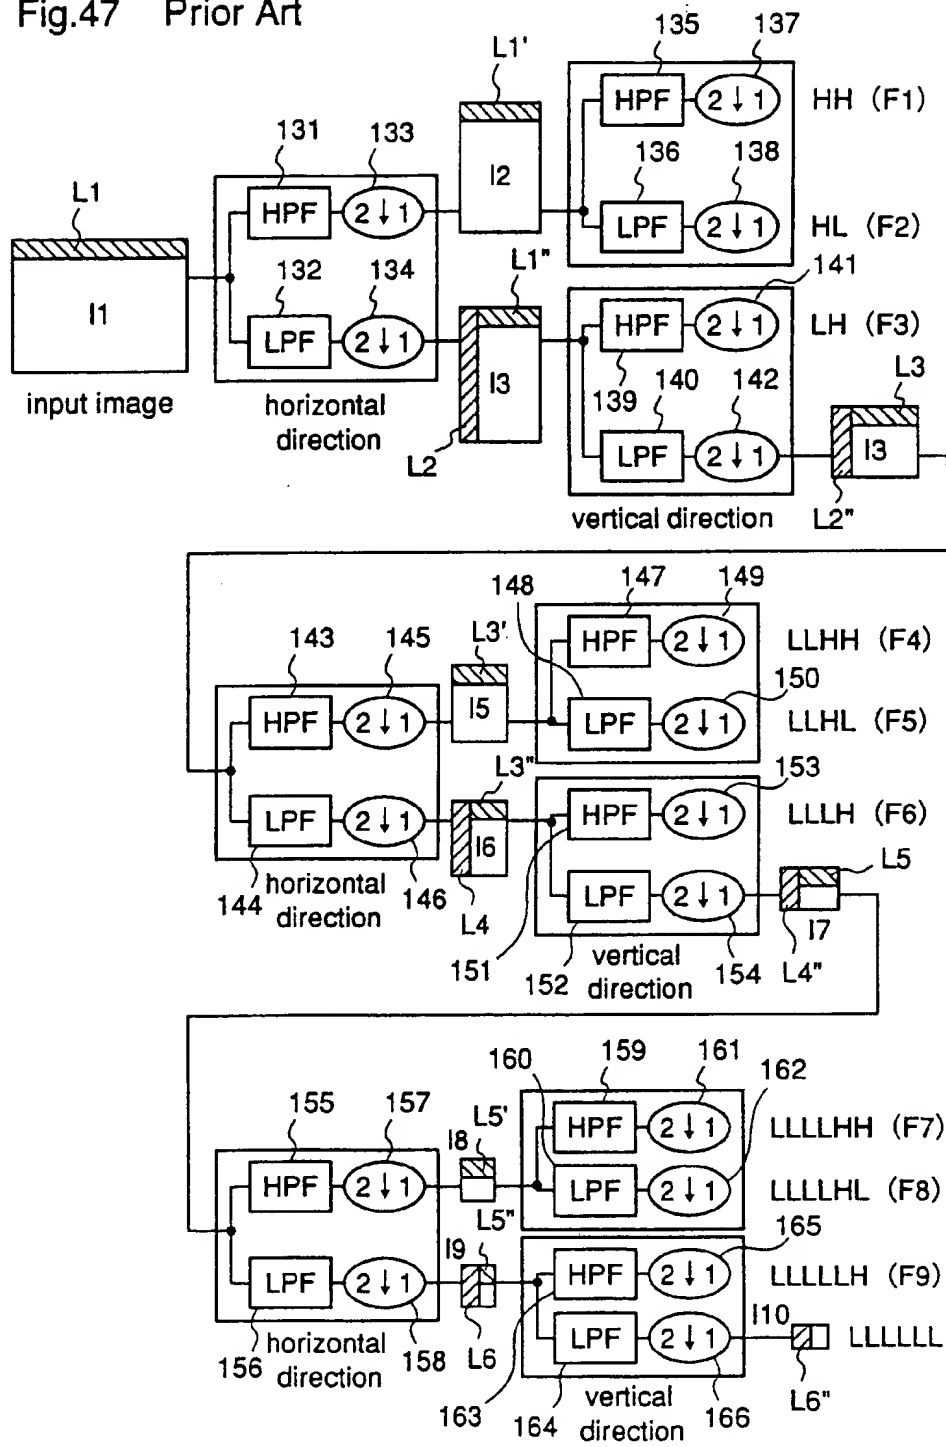 Fig.47 Prior Art
135 137
L1'
HPF 2↓1 HH (F1)
131 133
136 138
L1
I2
HPF 2↓1
LPF 2↓1 HL (F2)
132 134
L1"
141
I1
HPF 2↓1 LH (F3)
LPF 2↓1
I3
139 140 142
L3
input image
horizontal
direction
L2
LPF 2↓1
I3
L2"
vertical direction
148 147 149
143 145
L3'
HPF 2↓1 LLHH (F4)
150
HPF 2↓1
I5
LPF 2↓1 LLHL (F5)
L3"
153
LPF 2↓1
I6
HPF 2↓1 LLLH (F6)
L5
144
horizontal
direction
146
L4
LPF 2↓1
I7
151 152
vertical
direction
154
L4"
160 159 161 162
155 157
I8 L5'
HPF 2↓1 LLLLHH (F7)
HPF 2↓1
LPF 2↓1 LLLLHL (F8)
L5"
165
I9
LPF 2↓1
HPF 2↓1 LLLLLH (F9)
I10
156
horizontal
direction
158
L6
LPF 2↓1
LLLLLL
163 164
vertical
direction
166
L6"